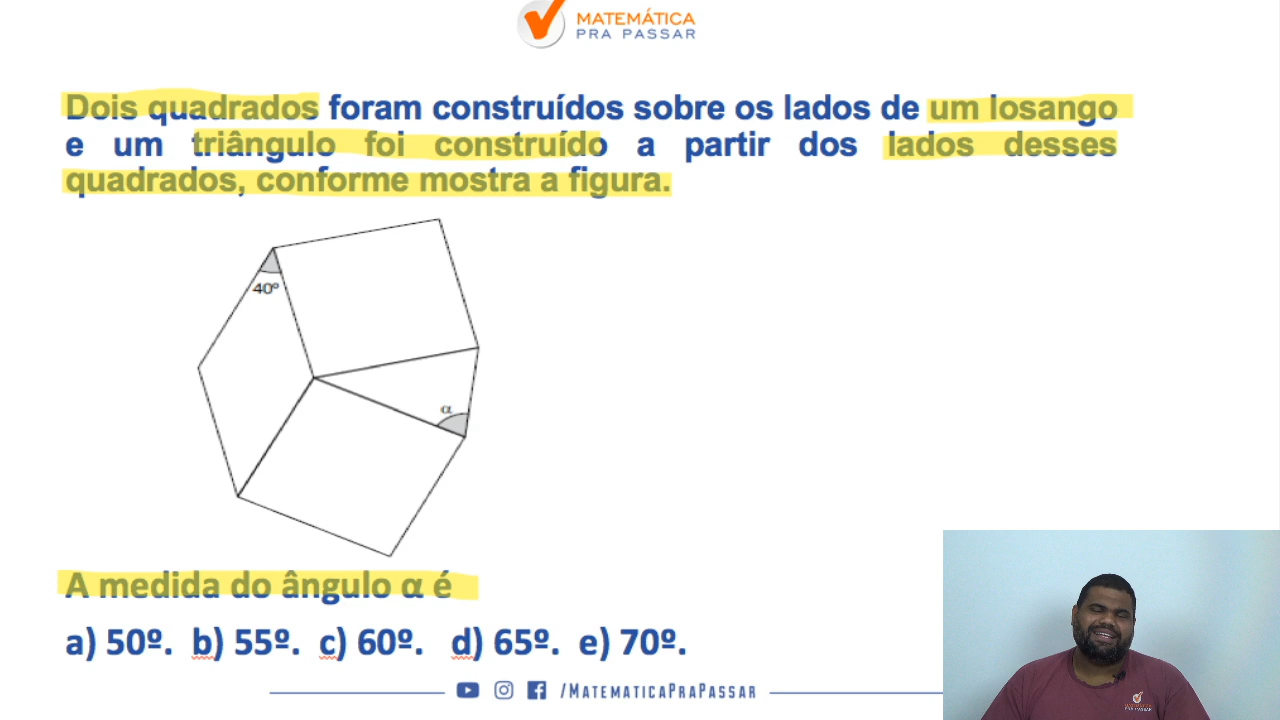 MATEMÁTICA
PRA PASSAR
Dois quadrados foram construídos sobre os lados de um losango
e um triângulo foi construído a partir dos lados desses
quadrados, conforme mostra a figura.
40º
α
A medida do ângulo α é
a) 50º. b) 55º. c) 60º. d) 65º. e) 70º.
/MATEMATICAPRAPASSAR